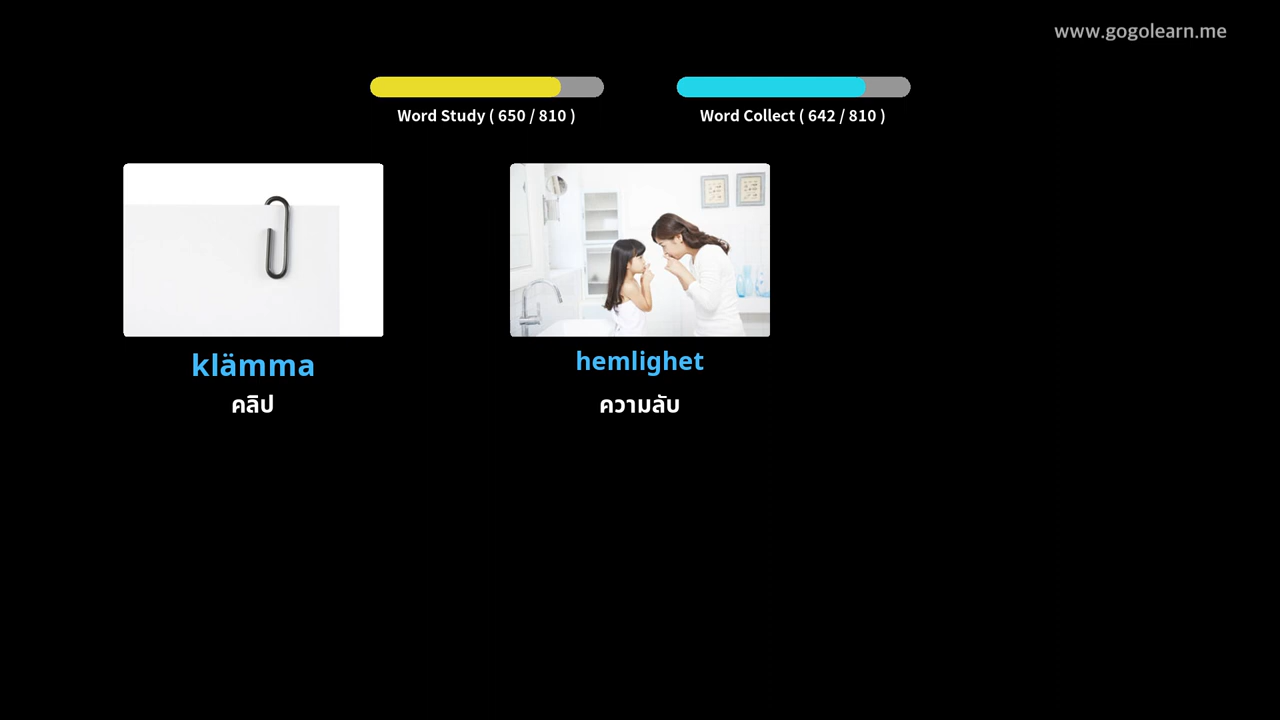 www.gogolearn.me
Word Study ( 650 / 810 )
Word Collect ( 642 / 810 )
klämma
คลิป
hemlighet
ความลับ